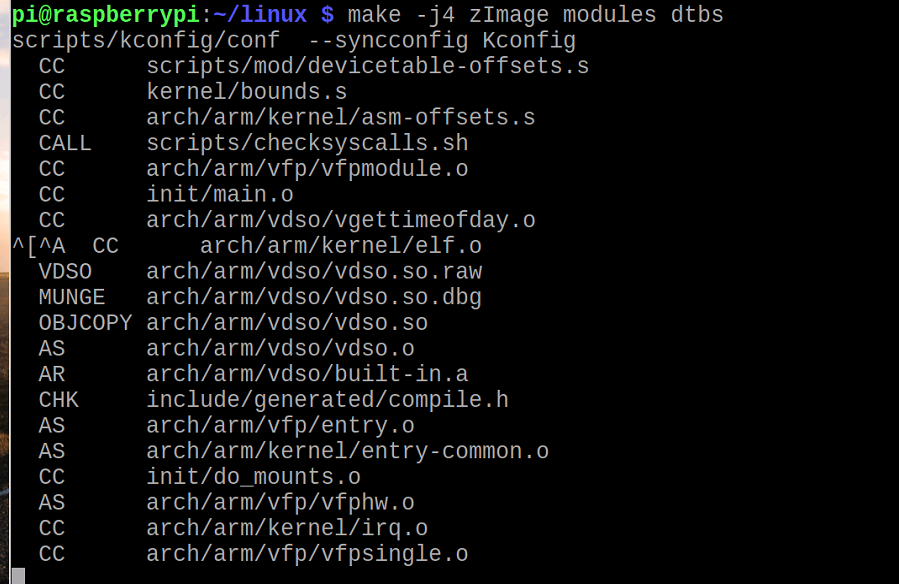 pi@raspberrypi:~/linux $ make -j4 zImage modules dtbs
scripts/kconfig/conf  --syncconfig Kconfig
  CC      scripts/mod/devicetable-offsets.s
  CC      kernel/bounds.s
  CC      arch/arm/kernel/asm-offsets.s
  CALL    scripts/checksyscalls.sh
  CC      arch/arm/vfp/vfpmodule.o
  CC      init/main.o
  CC      arch/arm/vdso/vgettimeofday.o
^[^A  CC      arch/arm/kernel/elf.o
  VDSO    arch/arm/vdso/vdso.so.raw
  MUNGE   arch/arm/vdso/vdso.so.dbg
  OBJCOPY arch/arm/vdso/vdso.so
  AS      arch/arm/vdso/vdso.o
  AR      arch/arm/vdso/built-in.a
  CHK     include/generated/compile.h
  AS      arch/arm/vfp/entry.o
  AS      arch/arm/kernel/entry-common.o
  CC      init/do_mounts.o
  AS      arch/arm/vfp/vfphw.o
  CC      arch/arm/kernel/irq.o
  CC      arch/arm/vfp/vfpsingle.o